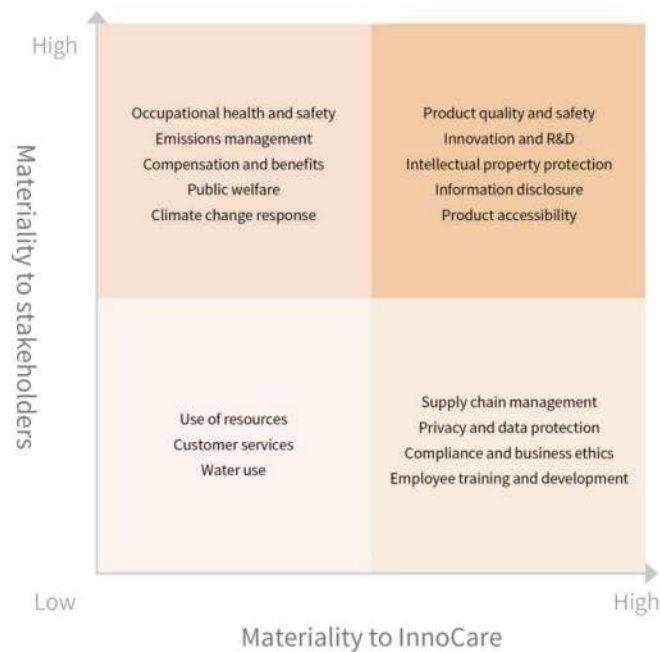 High
Materiality to stakeholders
Occupational health and safety
Emissions management
Compensation and benefits
Public welfare
Climate change response
Product quality and safety
Innovation and R&D
Intellectual property protection
Information disclosure
Product accessibility
Use of resources
Customer services
Water use
Supply chain management
Privacy and data protection
Compliance and business ethics
Employee training and development
Low
High
Materiality to InnoCare